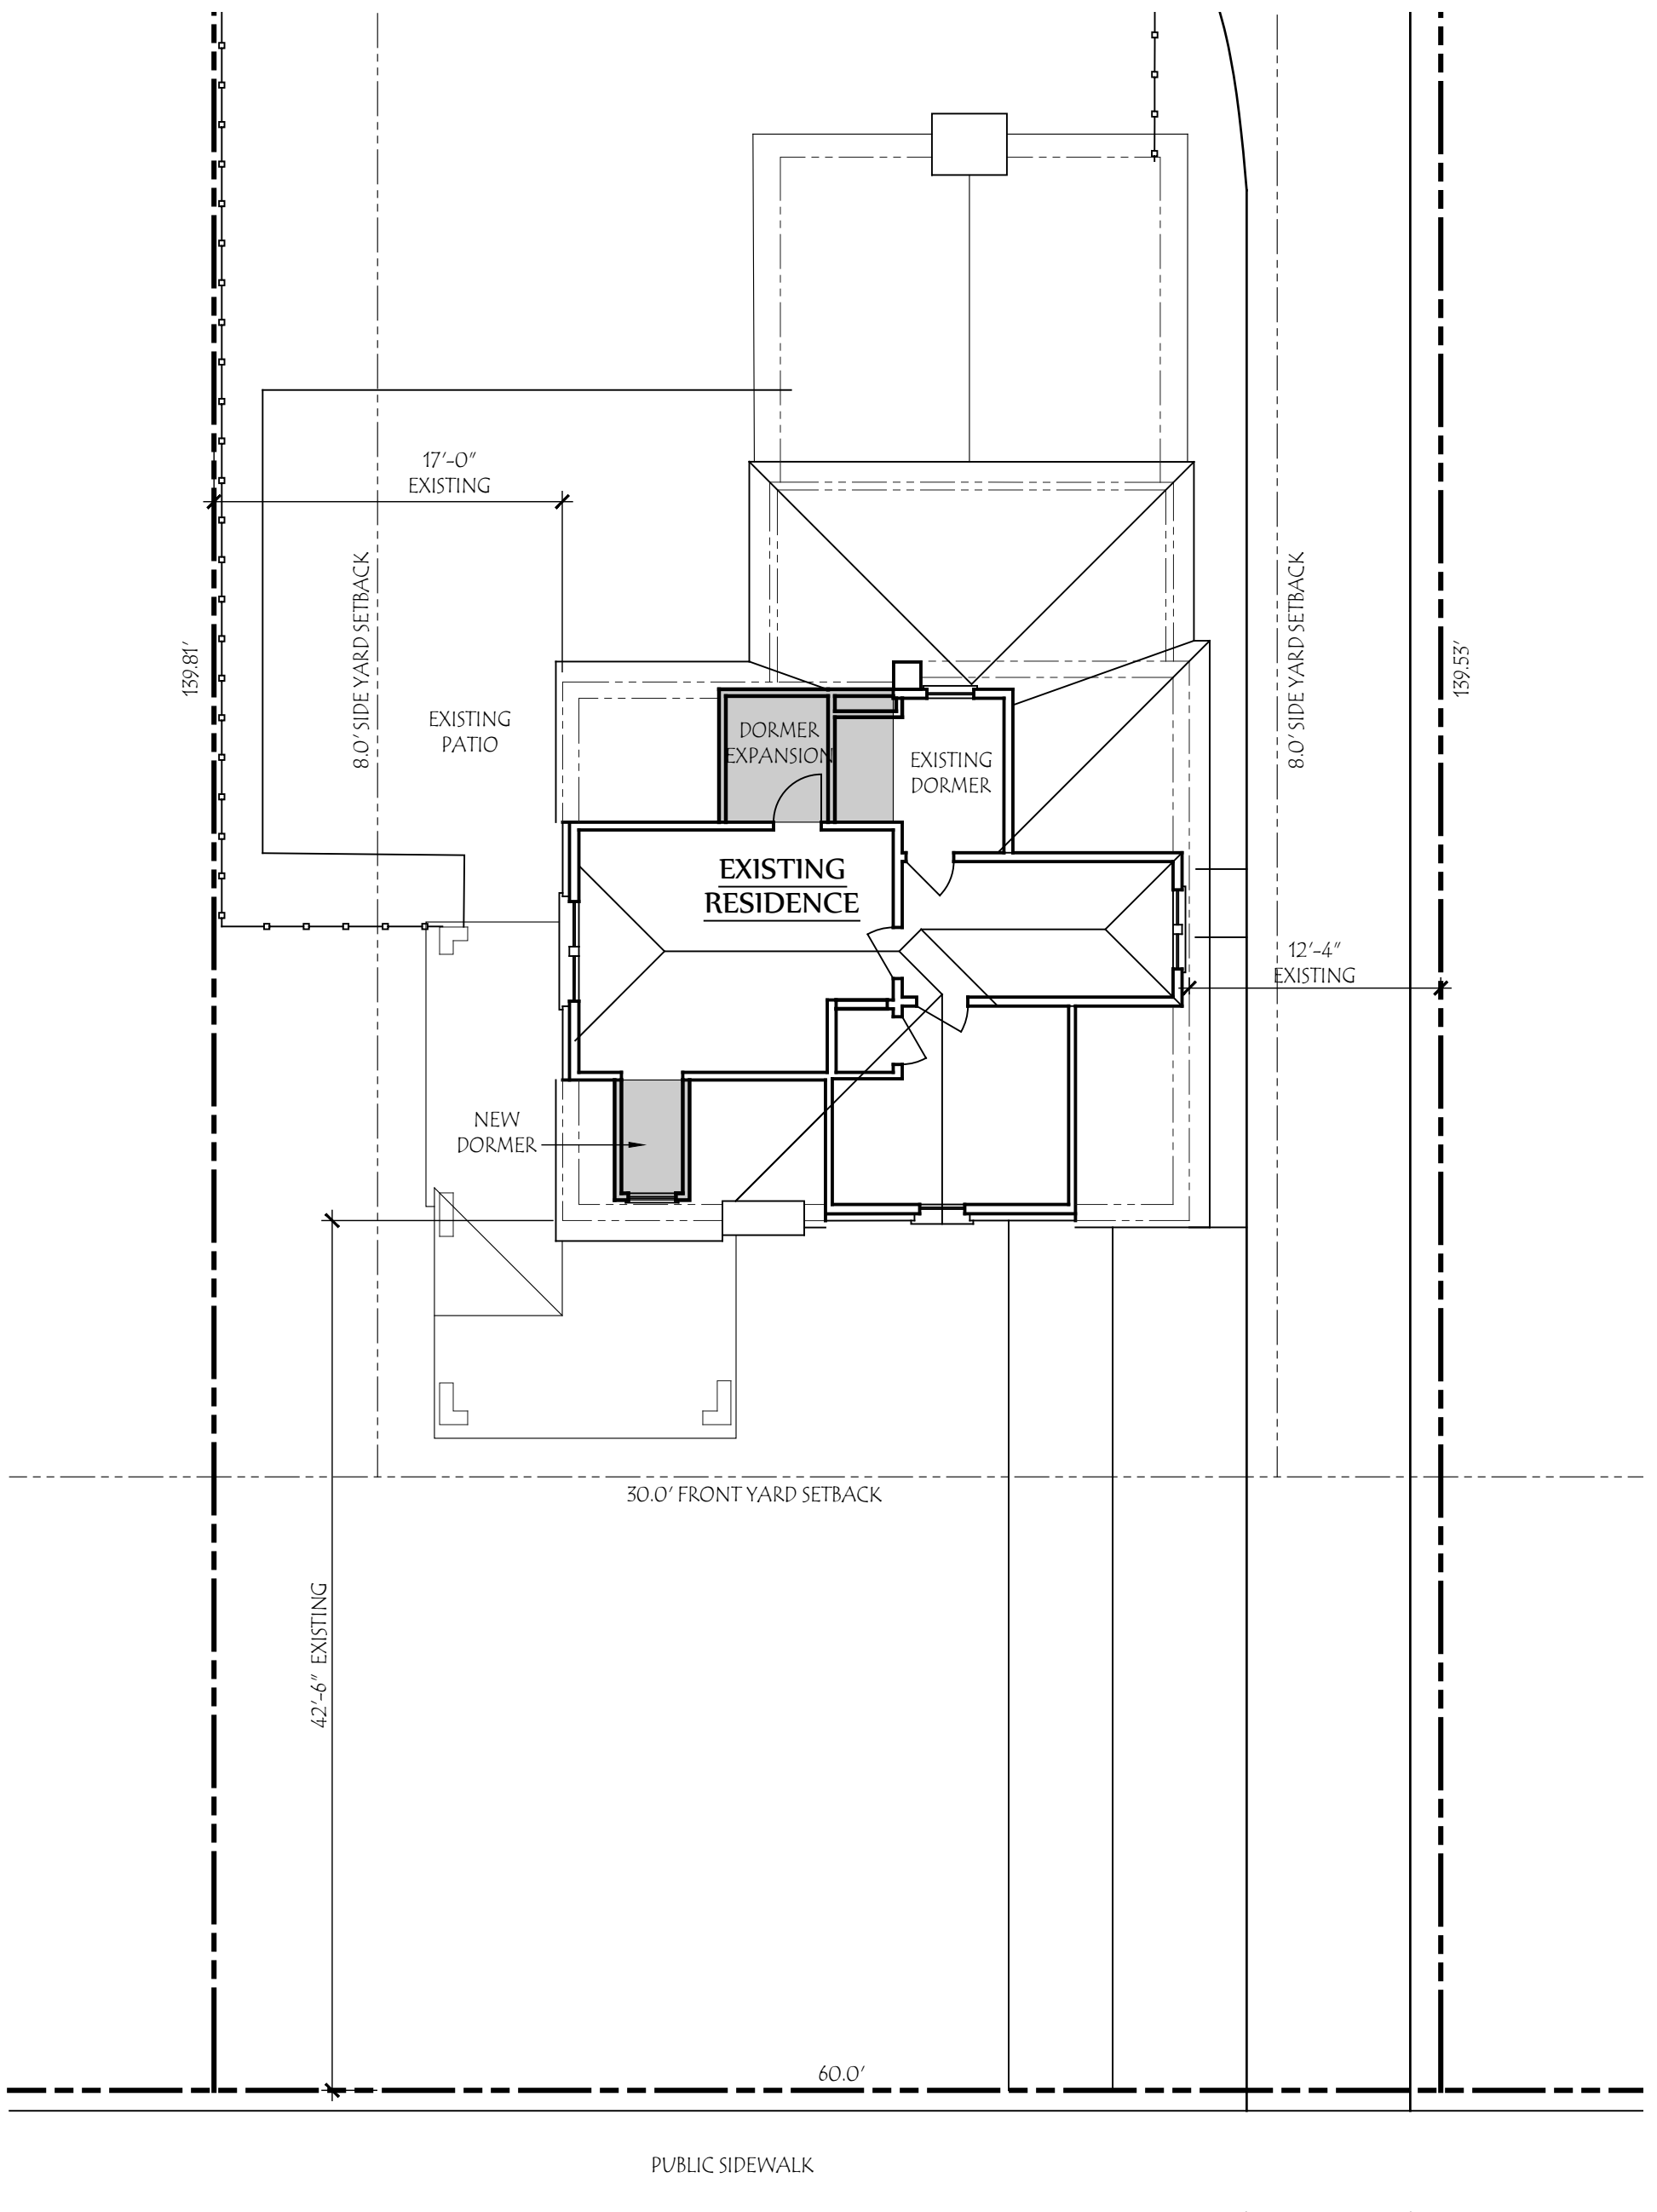 17'-0"
EXISTING
8.0' SIDE YARD SETBACK
8.0' SIDE YARD SETBACK
139.81'
139.53'
EXISTING
PATIO
DORMER
EXPANSION
EXISTING
DORMER
EXISTING
RESIDENCE
12'-4"
EXISTING
NEW
DORMER
30.0' FRONT YARD SETBACK
42'-6" EXISTING
60.0'
PUBLIC SIDEWALK